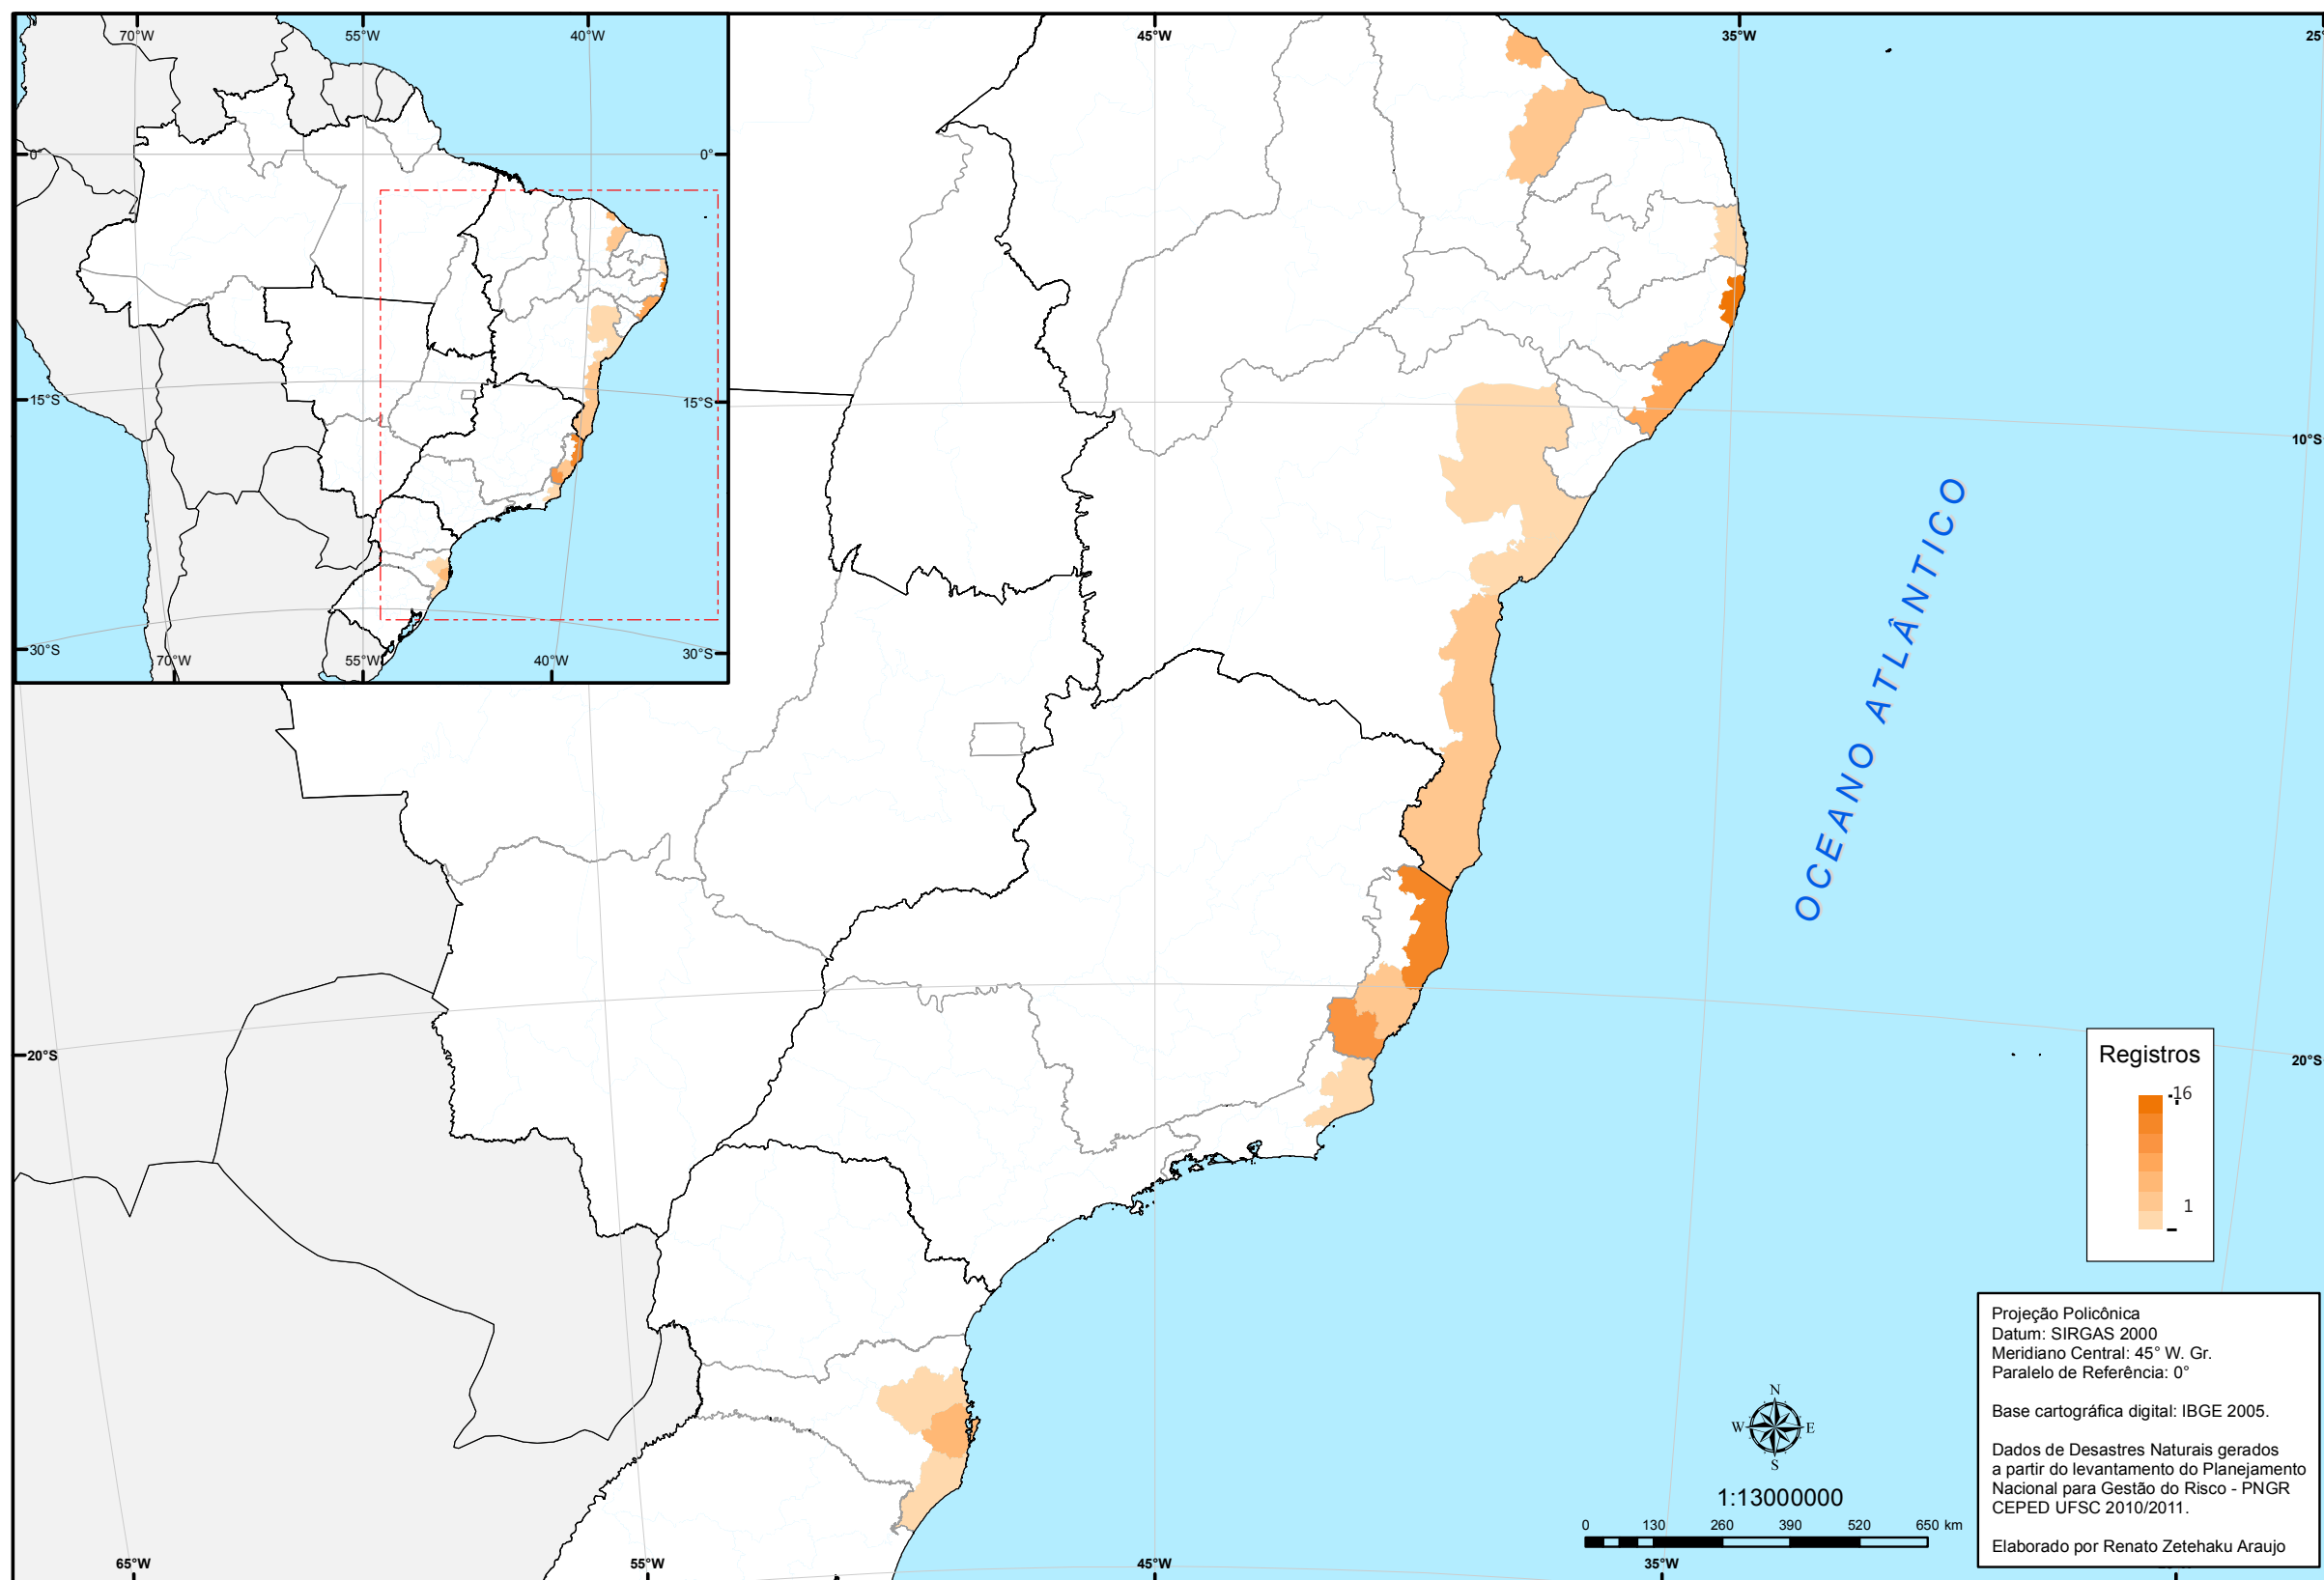 70°W 55°W 40°W
0° 0°
15°S 15°S
30°S 30°S
70°W 55°W 40°W
45°W 35°W 25°
10°S
OCEANO ATLÂNTICO
20°S 20°S
Registros
16
1
Projeção Policônica
Datum: SIRGAS 2000
Meridiano Central: 45° W. Gr.
Paralelo de Referência: 0°
Base cartográfica digital: IBGE 2005.
Dados de Desastres Naturais gerados
a partir do levantamento do Planejamento
Nacional para Gestão do Risco - PNGR
CEPED UFSC 2010/2011.
Elaborado por Renato Zetehaku Araujo
N
W E
S
1:13000000
0 130 260 390 520 650 km
65°W 55°W 45°W 35°W